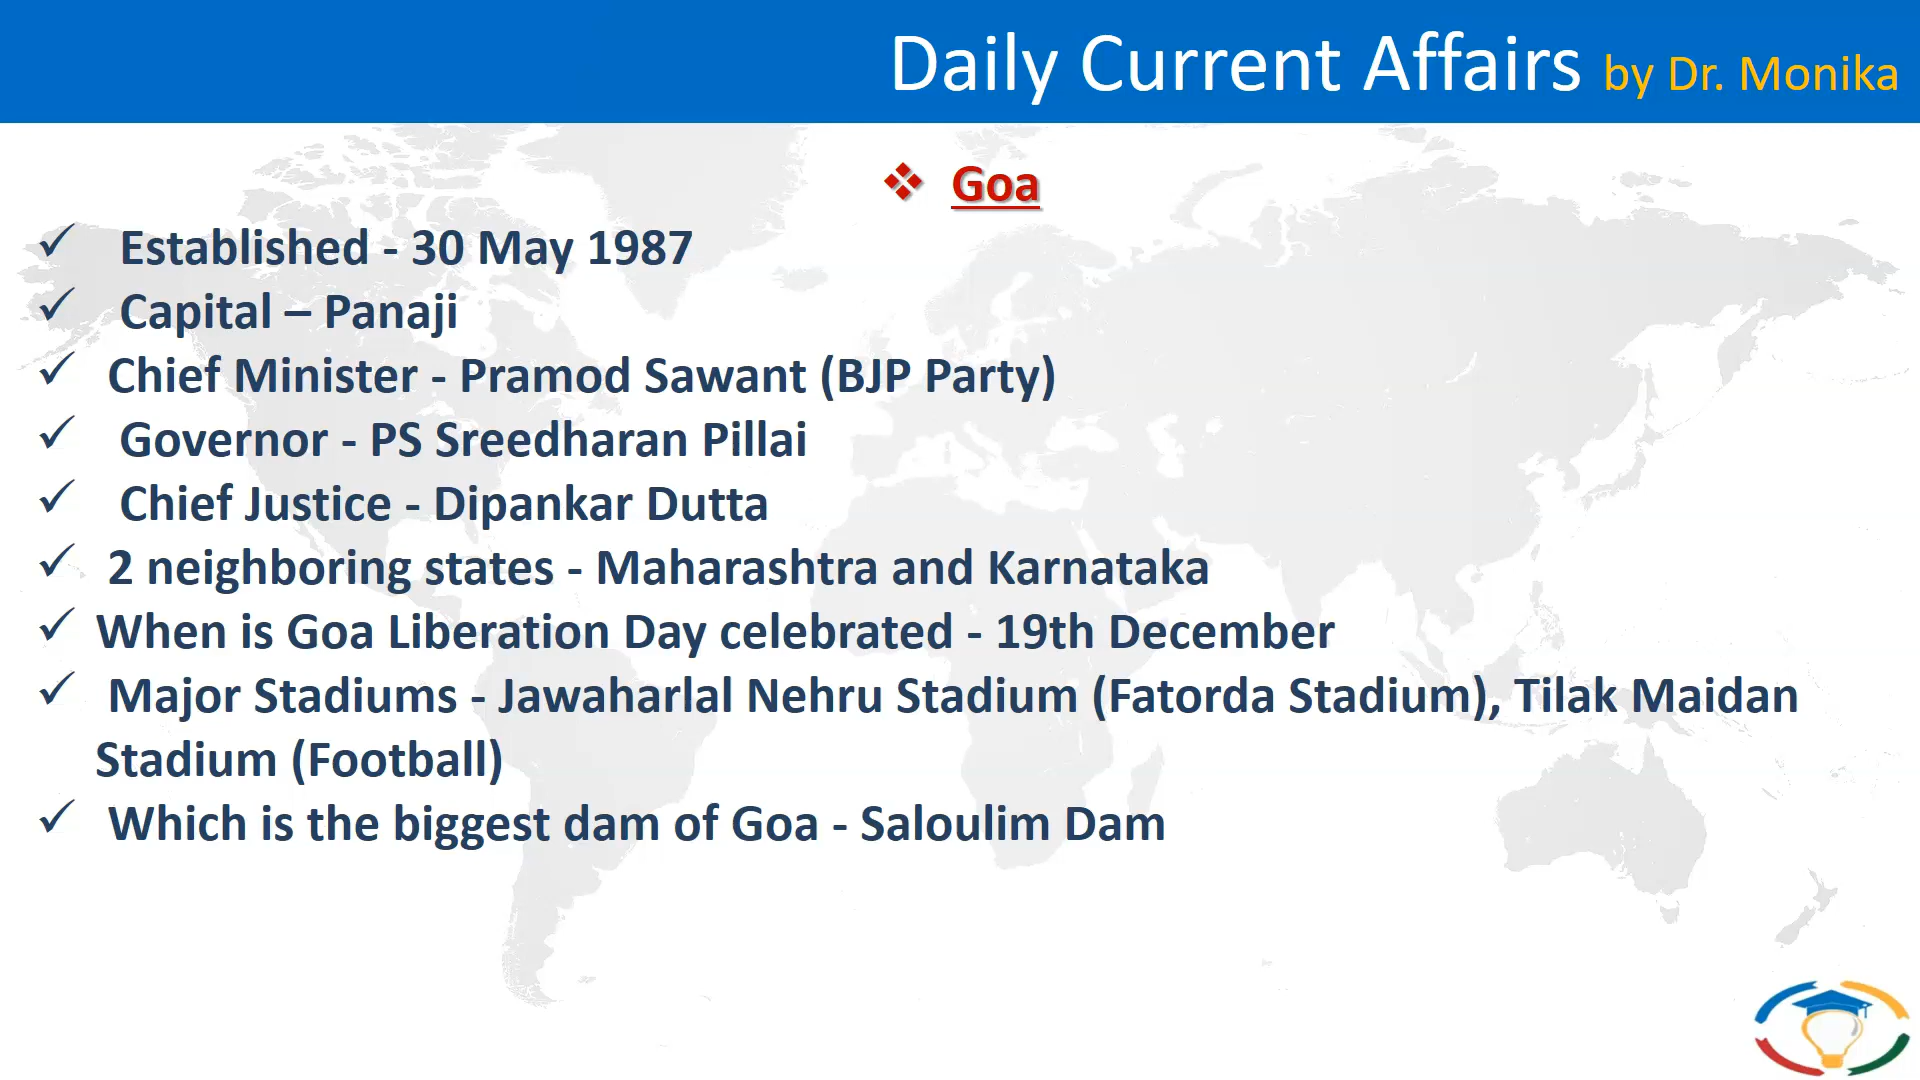 Daily Current Affairs by Dr. Monika
❖ Goa
✓ Established - 30 May 1987
✓ Capital – Panaji
✓ Chief Minister - Pramod Sawant (BJP Party)
✓ Governor - PS Sreedharan Pillai
✓ Chief Justice - Dipankar Dutta
✓ 2 neighboring states - Maharashtra and Karnataka
✓ When is Goa Liberation Day celebrated - 19th December
✓ Major Stadiums - Jawaharlal Nehru Stadium (Fatorda Stadium), Tilak Maidan
Stadium (Football)
✓ Which is the biggest dam of Goa - Saloulim Dam